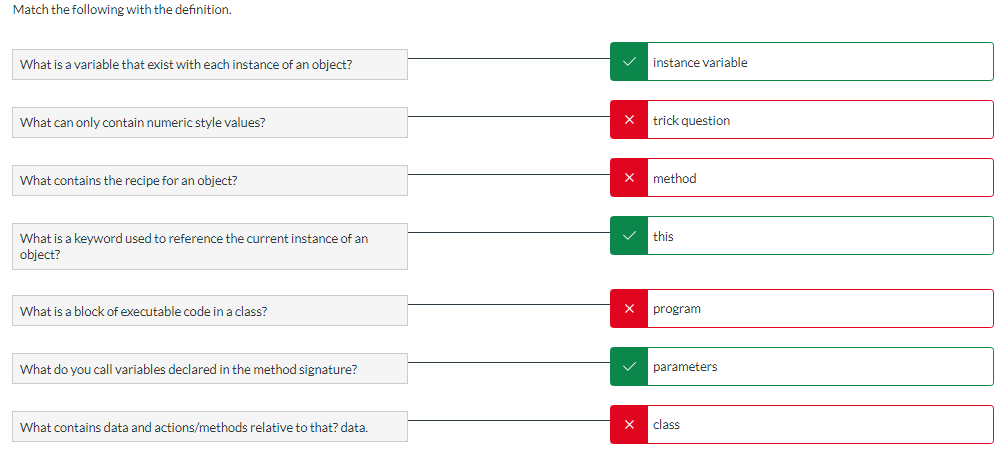 Match the following with the definition.
What is a variable that exist with each instance of an object?
instance variable
What can only contain numeric style values?
trick question
What contains the recipe for an object?
method
What is a keyword used to reference the current instance of an
object?
this
What is a block of executable code in a class?
program
What do you call variables declared in the method signature?
parameters
What contains data and actions/methods relative to that? data.
class